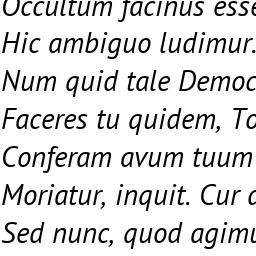 Occultum facinus esse
Hic ambiguo ludimur.
Num quid tale Democ
Faceres tu quidem, To
Conferam avum tuum
Moriatur, inquit. Cur
Sed nunc, quod agimu